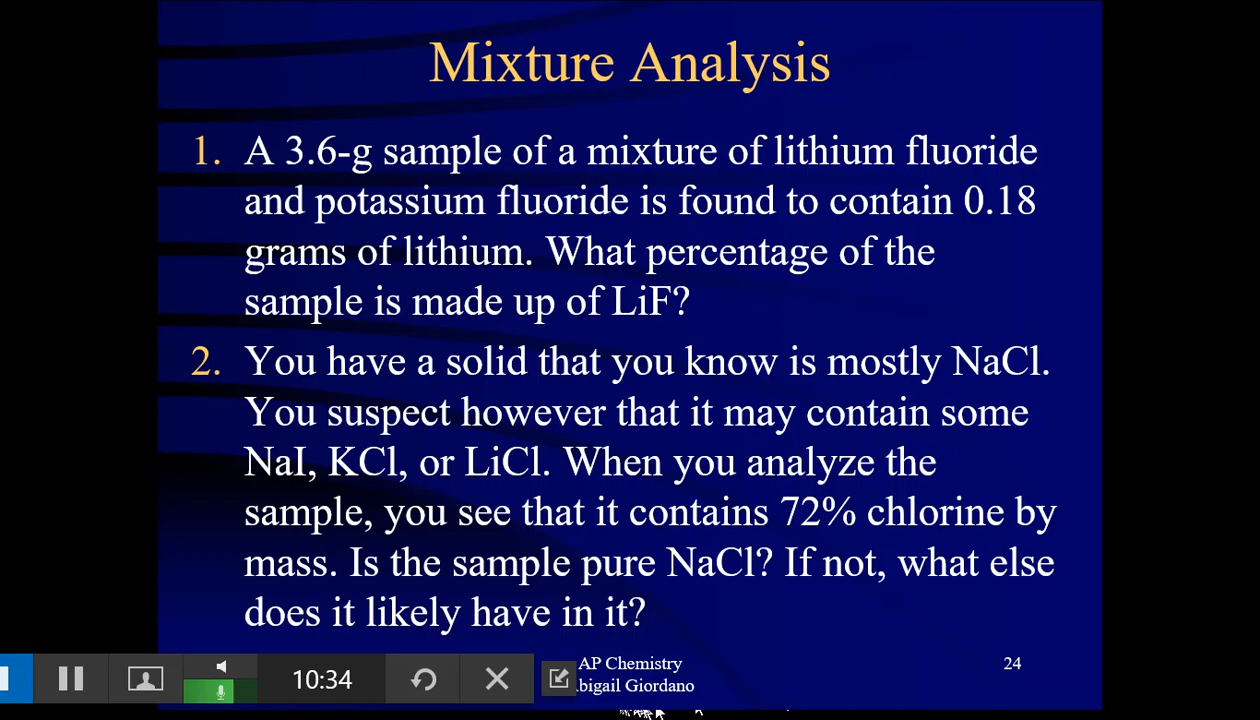 Mixture Analysis
1. A 3.6-g sample of a mixture of lithium fluoride
and potassium fluoride is found to contain 0.18
grams of lithium. What percentage of the
sample is made up of LiF?
2. You have a solid that you know is mostly NaCl.
You suspect however that it may contain some
NaI, KCl, or LiCl. When you analyze the
sample, you see that it contains 72% chlorine by
mass. Is the sample pure NaCl? If not, what else
does it likely have in it?
10:34
AP Chemistry
24
Giordano